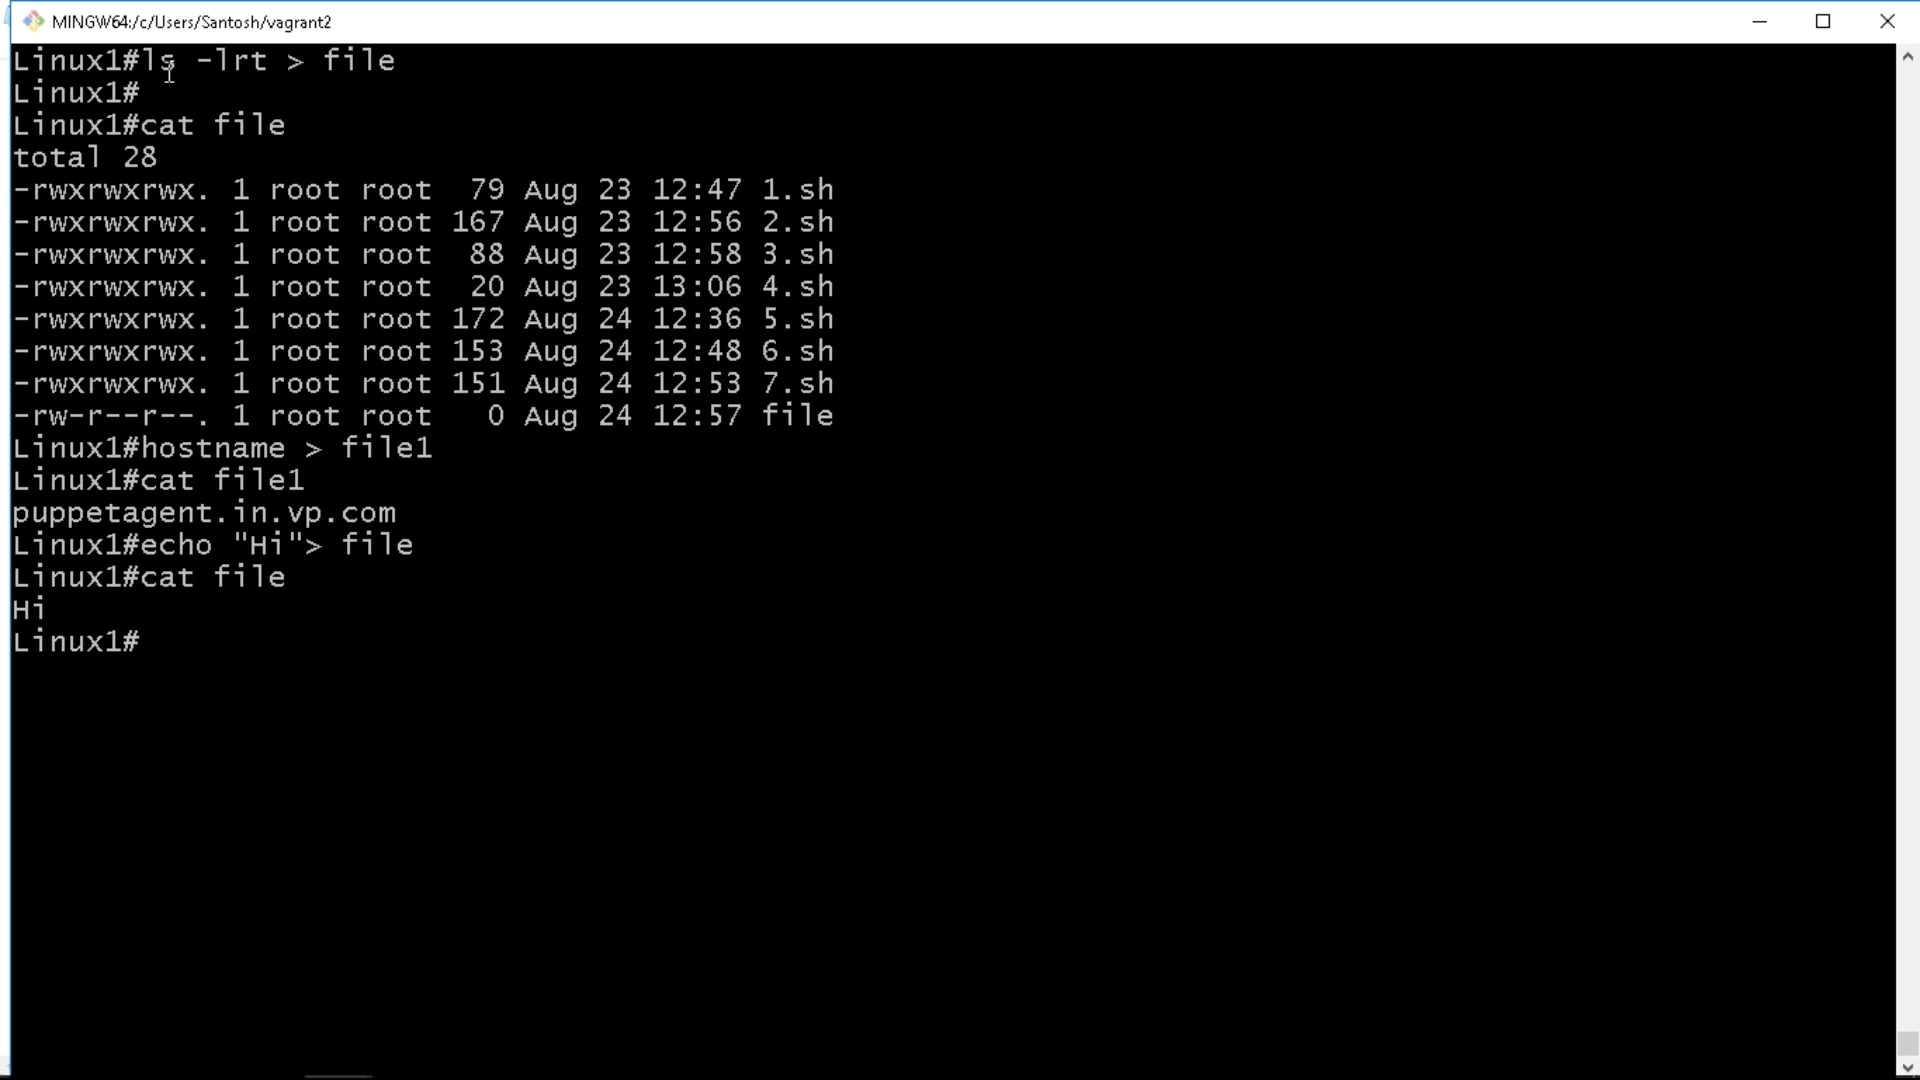 MINGW64:/c/Users/Santosh/vagrant2
Linux1#ls -lrt > file
Linux1#
Linux1#cat file
total 28
-rwxrwxrwx. 1 root root  79 Aug 23 12:47 1.sh
-rwxrwxrwx. 1 root root 167 Aug 23 12:56 2.sh
-rwxrwxrwx. 1 root root  88 Aug 23 12:58 3.sh
-rwxrwxrwx. 1 root root  20 Aug 23 13:06 4.sh
-rwxrwxrwx. 1 root root 172 Aug 24 12:36 5.sh
-rwxrwxrwx. 1 root root 153 Aug 24 12:48 6.sh
-rwxrwxrwx. 1 root root 151 Aug 24 12:53 7.sh
-rw-r--r--. 1 root root   0 Aug 24 12:57 file
Linux1#hostname > file1
Linux1#cat file1
puppetagent.in.vp.com
Linux1#echo "Hi"> file
Linux1#cat file
Hi
Linux1#